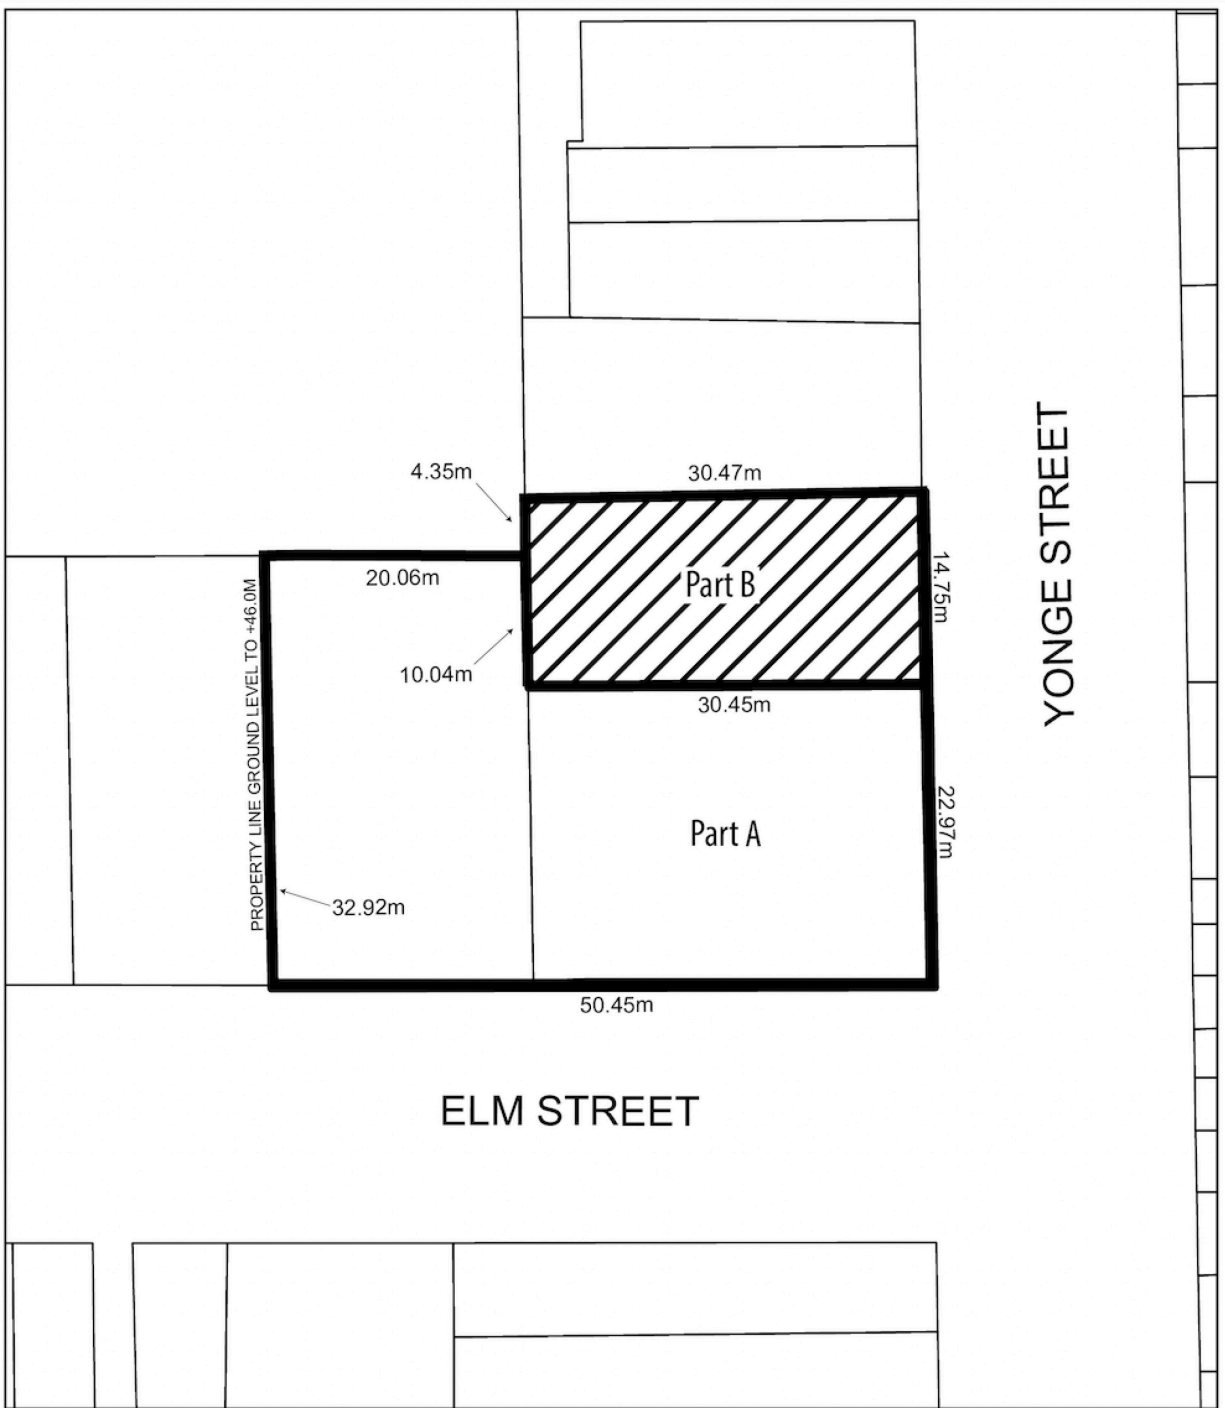 4.35m
30.47m
20.06m
Part B
14.75m
YONGE STREET
PROPERTY LINE GROUND LEVEL TO +46.0M
10.04m
30.45m
Part A
22.97m
32.92m
50.45m
ELM STREET